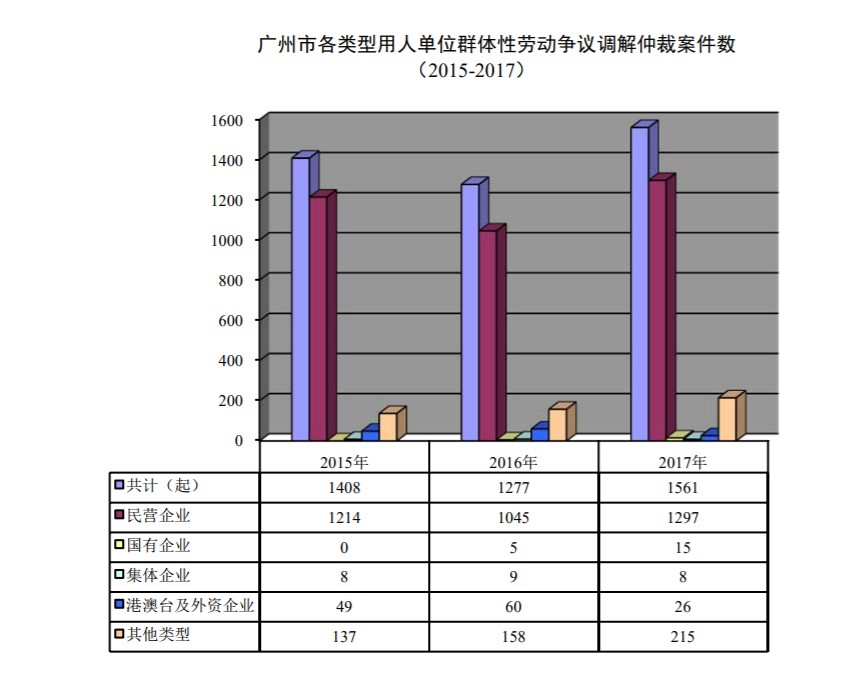 广州市各类型用人单位群体性劳动争议调解仲裁案件数
（2015-2017）
1600
1400
1200
1000
800
600
400
200
0
2015年 2016年 2017年
共计（起） 1408 1277 1561
民营企业 1214 1045 1297
国有企业 0 5 15
集体企业 8 9 8
港澳台及外资企业 49 60 26
其他类型 137 158 215